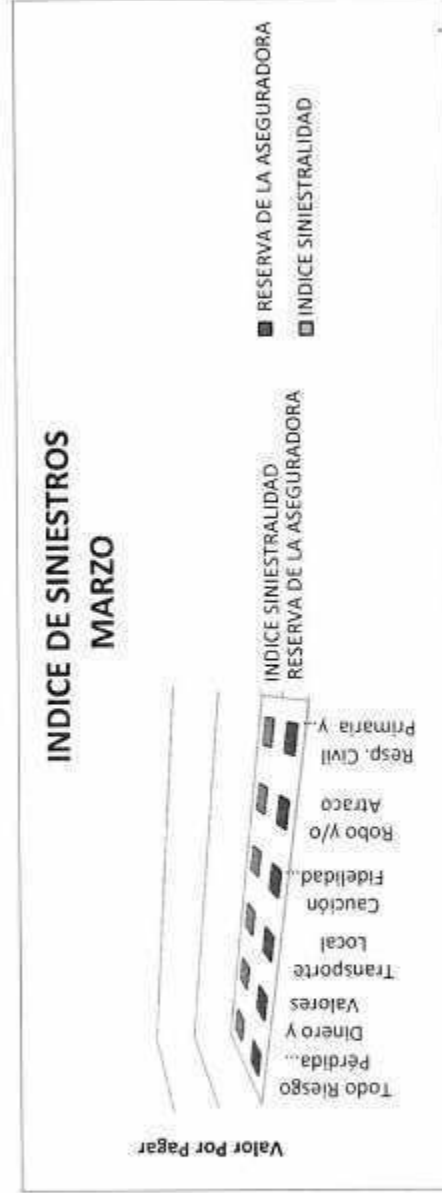 INDICE DE SINIESTROS
MARZO
Valor Por Pagar
Todo Riesgo
Pérdida...
Dinero y
Valores
Transporte
Local
Caución
Fidelidad...
Robo y/o
Atraco
Resp. Civil
Primaria y...
INDICE SINIESTRALIDAD
RESERVA DE LA ASEGURADORA
RESERVA DE LA ASEGURADORA
INDICE SINIESTRALIDAD